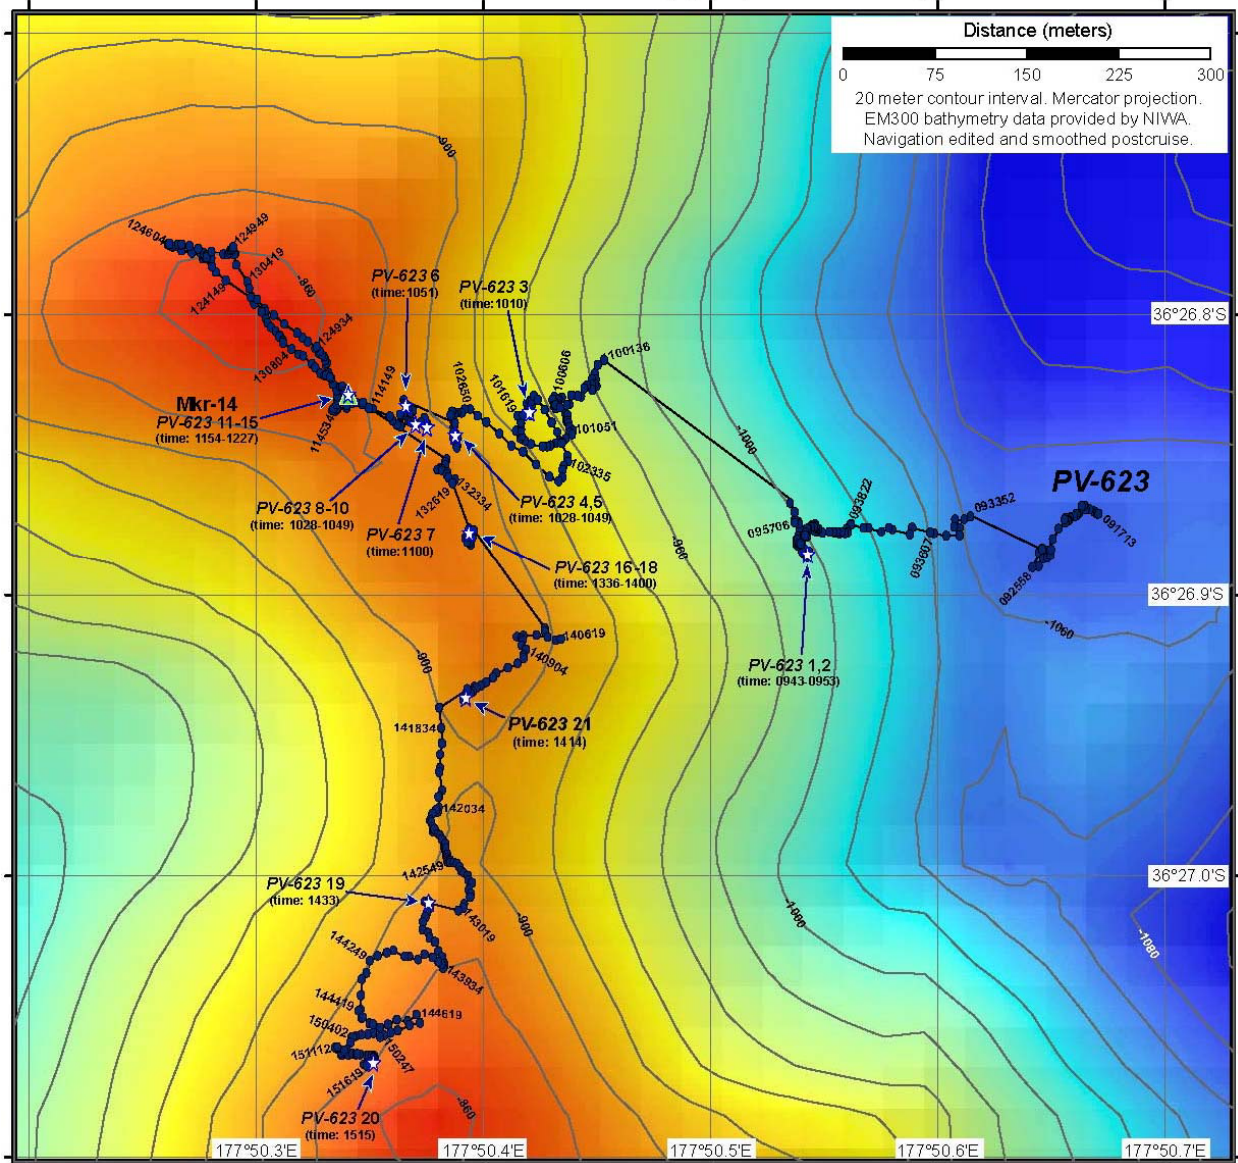 Distance (meters)
0 75 150 225 300
20 meter contour interval. Mercator projection.
EM300 bathymetry data provided by NIWA.
Navigation edited and smoothed postcruise.
-900
124604
124949
130419
124149
-860
124934
130804
PV-623 6
(time:1051)
PV-623 3
(time:1010)
36°26.8'S
100136
100606
101619
102650
114149
Mkr-14
PV-623 11-15
(time: 1154-1227)
114534
101051
102335
-1000
PV-623
093352
091713
093822
095706
093607
092558
132334
132619
PV-623 8-10
(time: 1028-1049)
PV-623 4,5
(time: 1028-1049)
PV-623 7
(time:1100)
-960
PV-623 16-18
(time: 1336-1400)
36°26.9'S
-1060
140619
140904
-900
PV-623 1,2
(time: 0943-0953)
PV-623 21
(time: 1414)
141834
142034
142549
36°27.0'S
PV-623 19
(time: 1433)
143019
-900
-1000
-1080
144249
143934
144419
144619
150402
151112
150247
151619
-860
PV-623 20
(time: 1515)
177°50.3'E
177°50.4'E
177°50.5'E
177°50.6'E
177°50.7'E